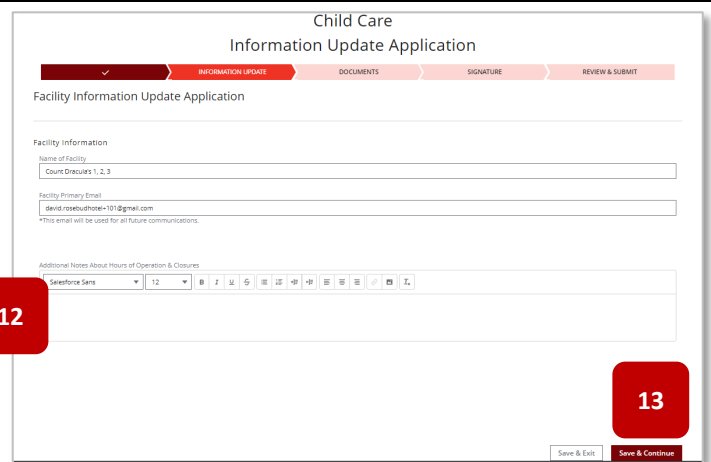 Child Care
Information Update Application
INFORMATION UPDATE
DOCUMENTS
SIGNATURE
REVIEW & SUBMIT
Facility Information Update Application
Facility Information
Name of Facility
Count Dracula's 1, 2, 3
Facility Primary Email
david.rosebudhotel+101@gmail.com
*This email will be used for all future communications.
Additional Notes About Hours of Operation & Closures
Salesforce Sans 12 B I U S
12
13
Save & Exit Save & Continue